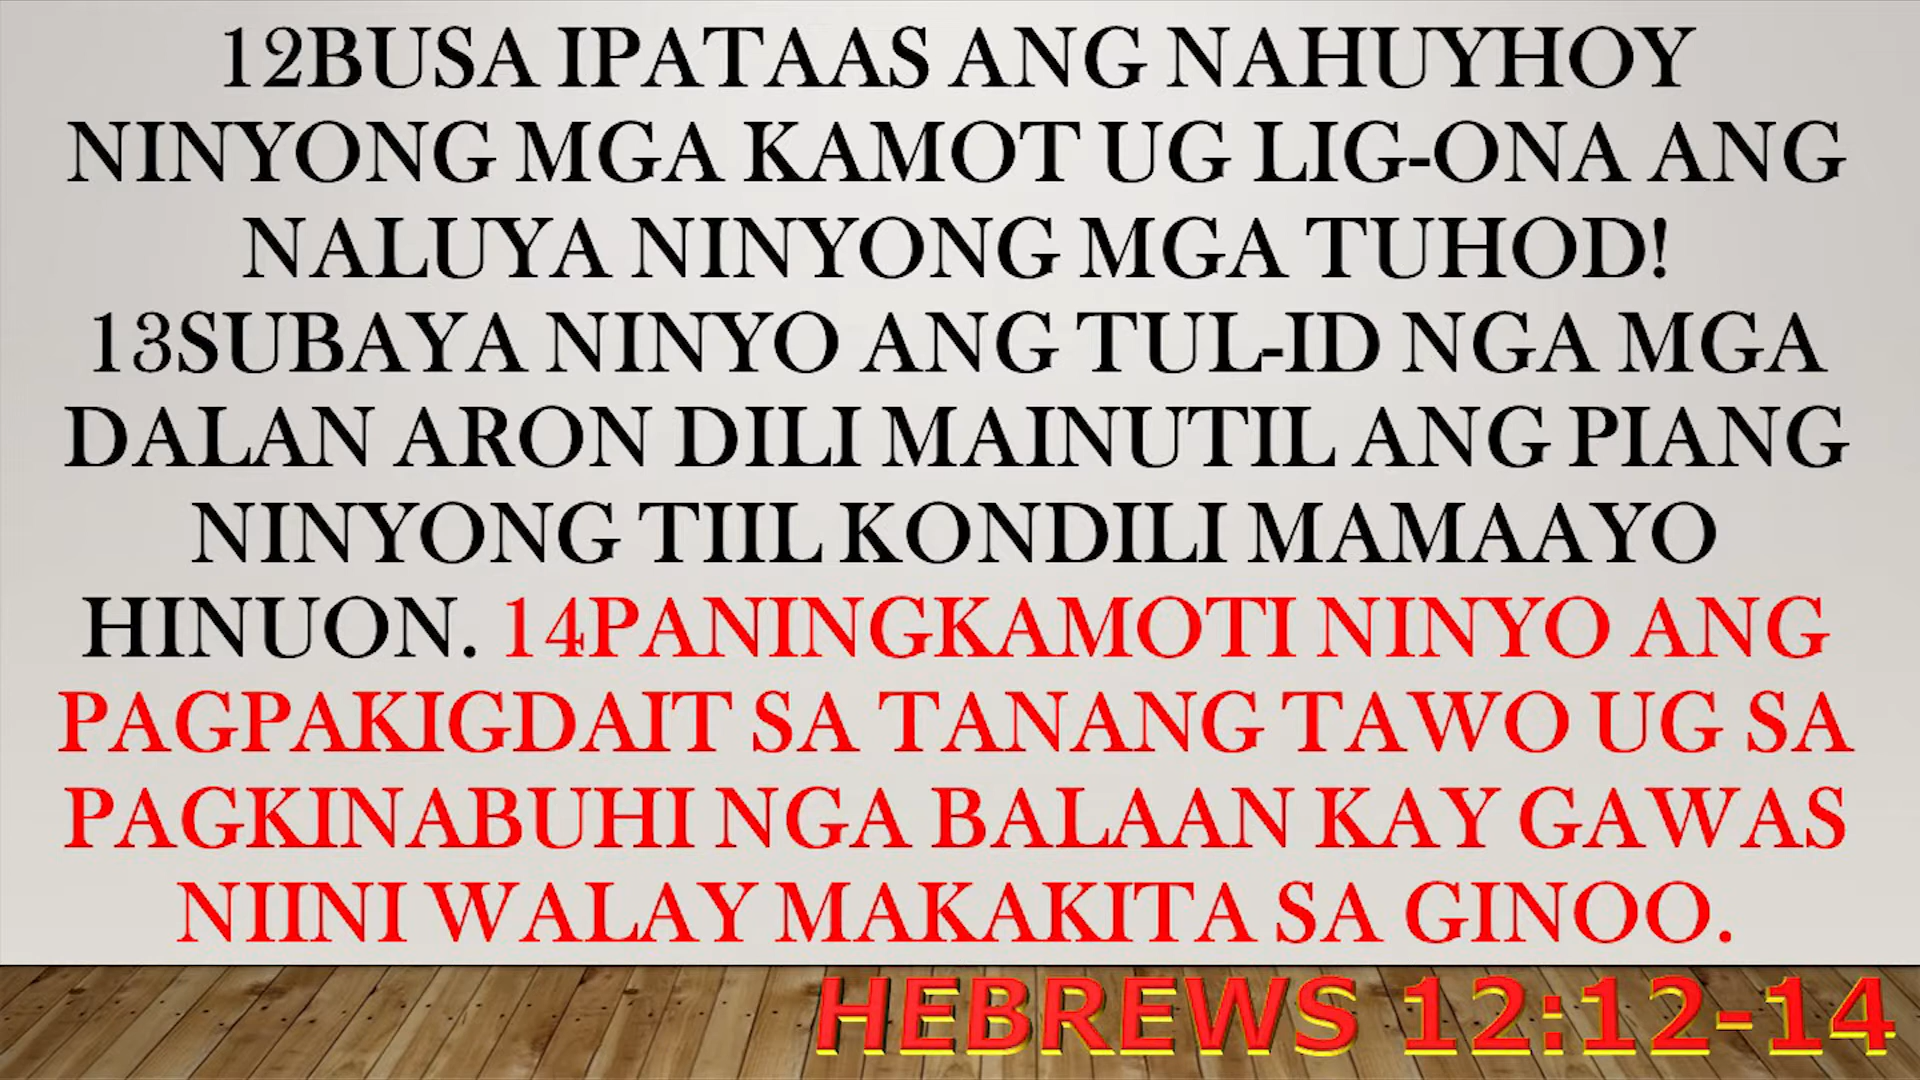 12BUSA IPATAAS ANG NAHUYHOY
NINYONG MGA KAMOT UG LIG-ONA ANG
NALUYA NINYONG MGA TUHOD!
13SUBAYA NINYO ANG TUL-ID NGA MGA
DALAN ARON DILI MAINUTIL ANG PIANG
NINYONG TIIL KONDILI MAMAAYO
HINUON. 14PANINGKAMOTI NINYO ANG
PAGPAKIGDAIT SA TANANG TAWO UG SA
PAGKINABUHI NGA BALAAN KAY GAWAS
NIINI WALAY MAKAKITA SA GINOO.
HEBREWS 12:12-14